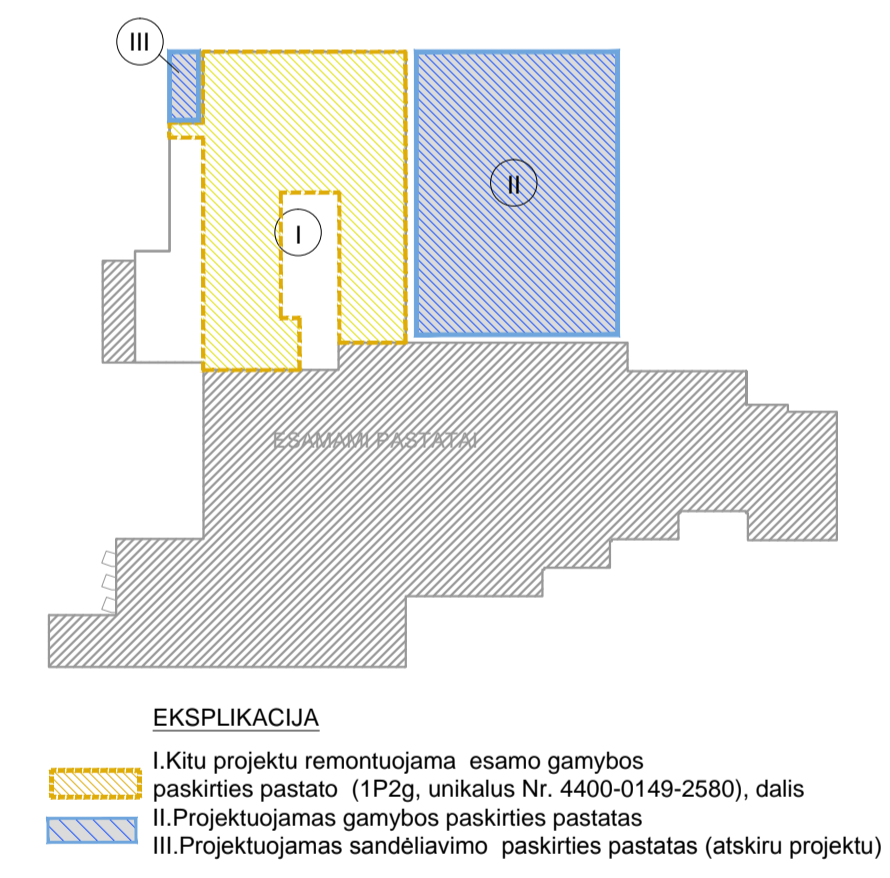 III
II
I
ESAMAMI PASTATAI
EKSPLIKACIJA
I.Kitu projektu remontuojama esamo gamybos
paskirties pastato (1P2g, unikalus Nr. 4400-0149-2580), dalis
II.Projektuojamas gamybos paskirties pastatas
III.Projektuojamas sandėliavimo paskirties pastatas (atskiru projektu)